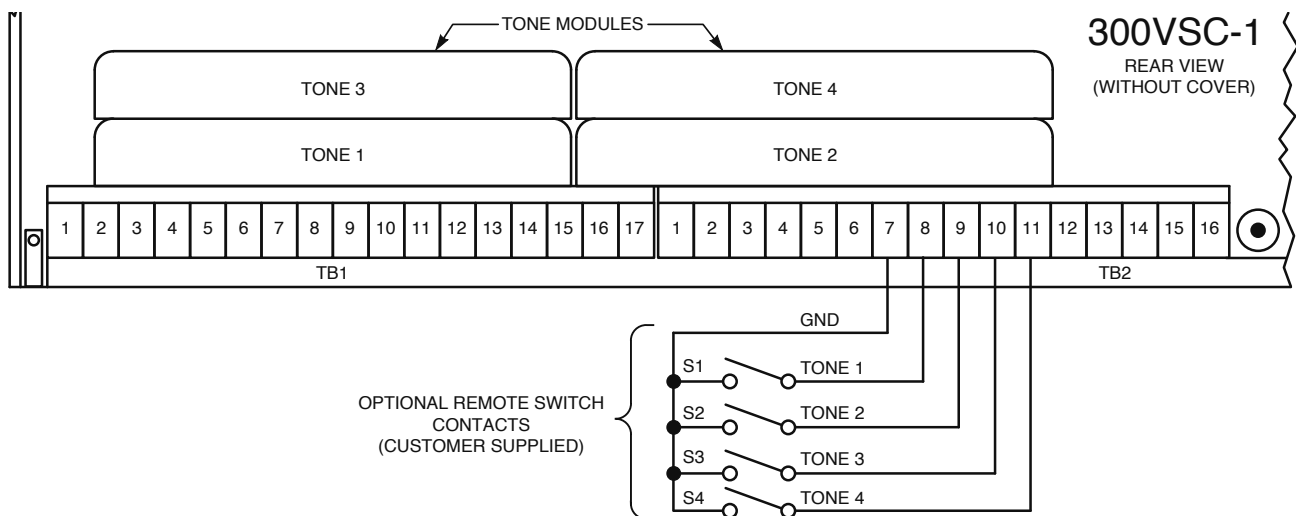 TONE MODULES
300VSC-1
REAR VIEW
(WITHOUT COVER)
TONE 3
TONE 4
TONE 1
TONE 2
1 2 3 4 5 6 7 8 9 10 11 12 13 14 15 16 17 1 2 3 4 5 6 7 8 9 10 11 12 13 14 15 16
TB1
TB2
GND
S1 TONE 1
OPTIONAL REMOTE SWITCH
CONTACTS
(CUSTOMER SUPPLIED)
S2 TONE 2
S3 TONE 3
S4 TONE 4